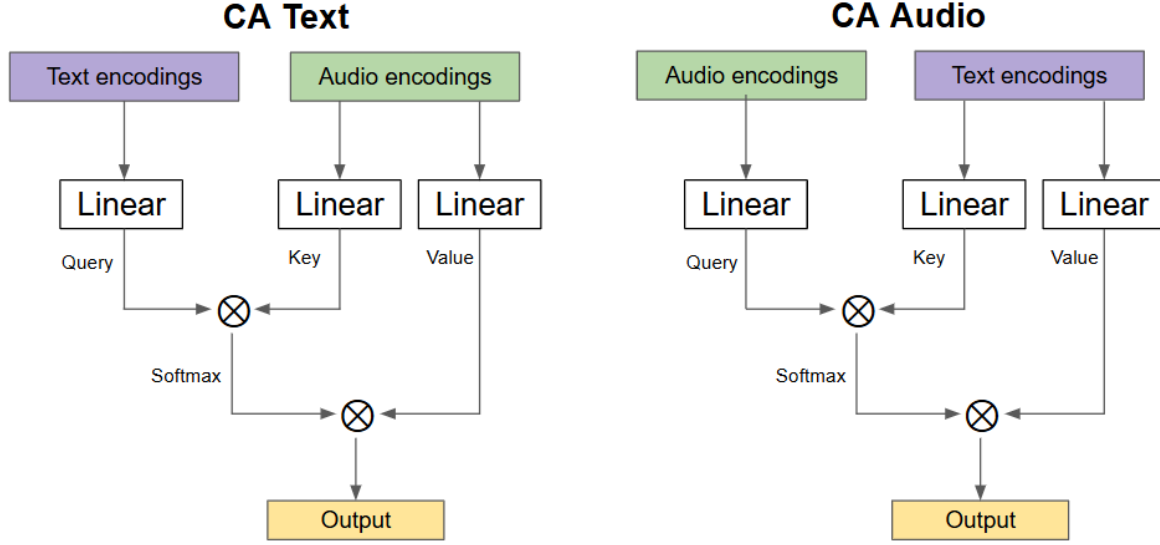 CA Text
CA Audio
Text encodings
Audio encodings
Audio encodings
Text encodings
Linear
Linear
Linear
Linear
Linear
Linear
Query
Key
Value
Query
Key
Value
Softmax
Softmax
Output
Output